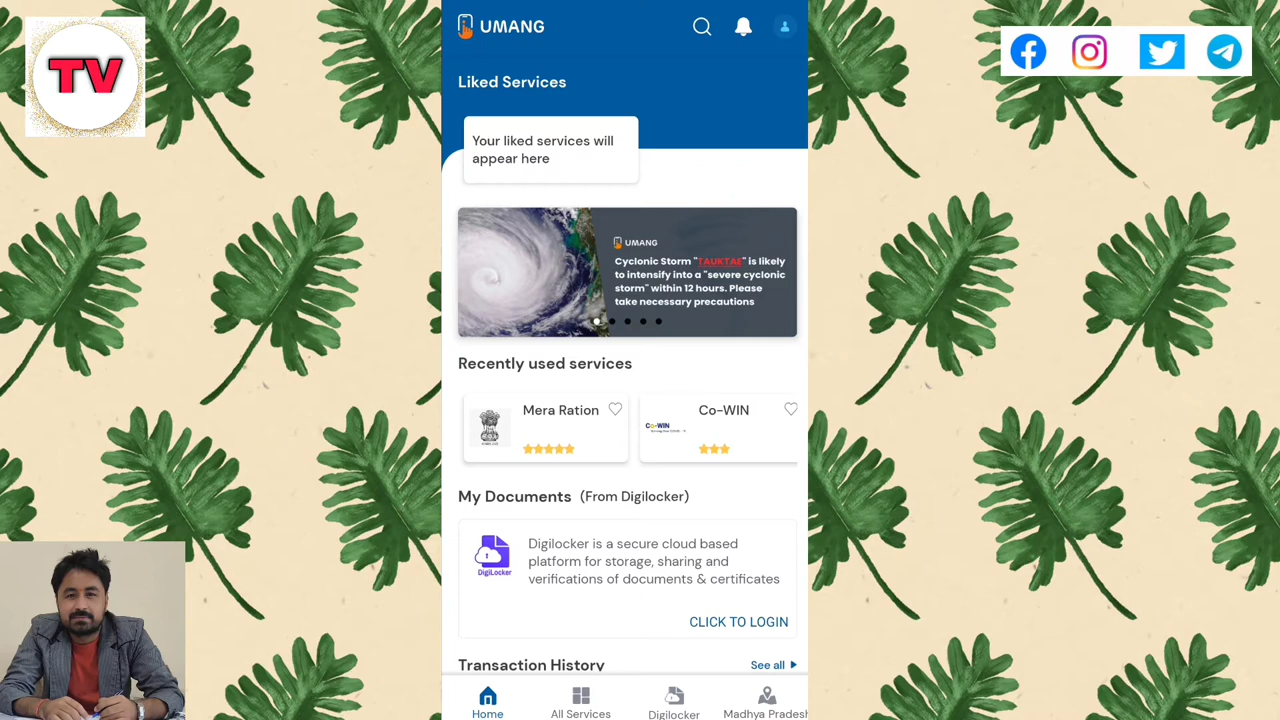 TV
UMANG
Liked Services
Your liked services will
appear here
UMANG
Cyclonic Storm "TAUKTAE" is likely
to intensify into a "severe cyclonic
storm" within 12 hours. Please
take necessary precautions
Recently used services
Mera Ration
Co-WIN
Co-WIN
My Documents (From Digilocker)
Digilocker is a secure cloud based
platform for storage, sharing and
verifications of documents & certificates
DigiLocker
CLICK TO LOGIN
Transaction History
See all
Home
All Services
Digilocker
Madhya Pradesh